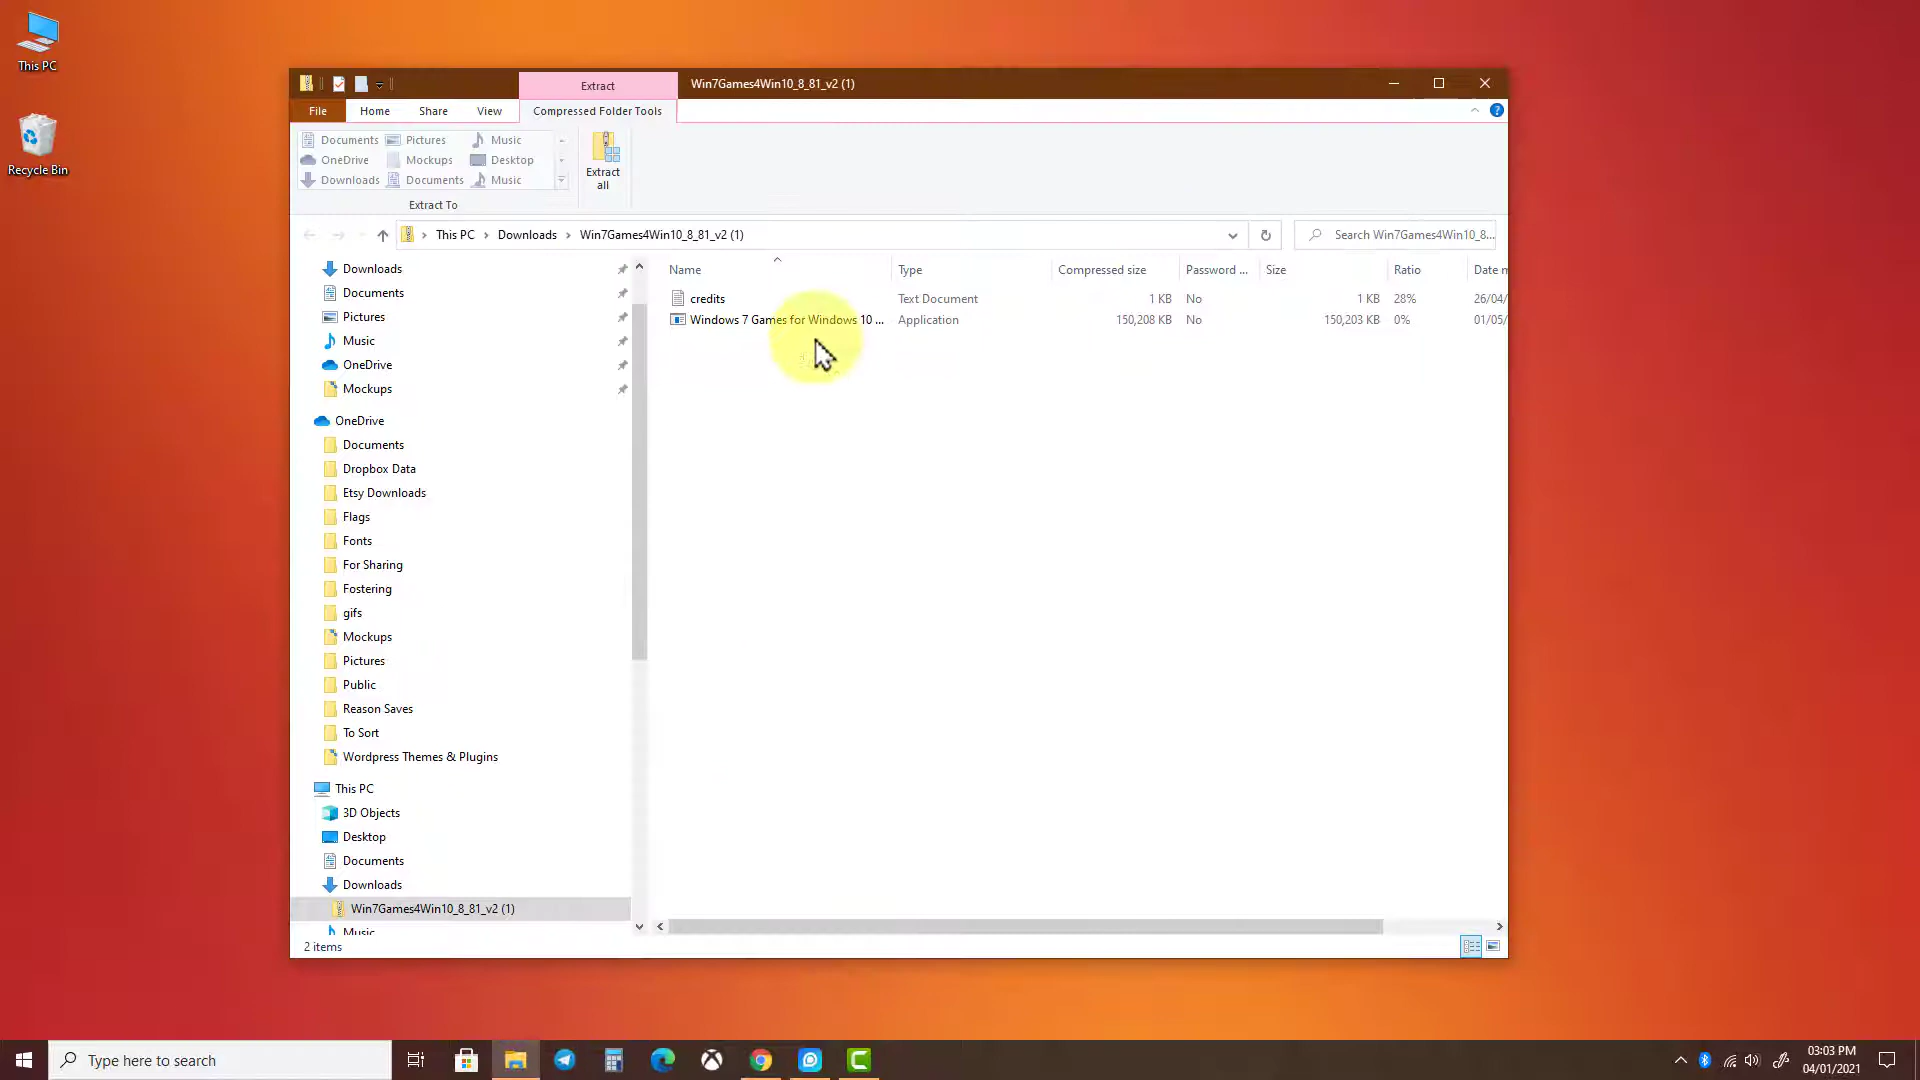 This PC
Recycle Bin
Extract
Win7Games4Win10_8_81_v2 (1)
File Home Share View Compressed Folder Tools
Documents Pictures Music
OneDrive Mockups Desktop
Downloads Documents Music
Extract all
Extract To
This PC Downloads Win7Games4Win10_8_81_v2 (1)
Search Win7Games4Win10_8...
Downloads
Documents
Pictures
Music
OneDrive
Mockups
OneDrive
Documents
Dropbox Data
Etsy Downloads
Flags
Fonts
For Sharing
Fostering
gifs
Mockups
Pictures
Public
Reason Saves
To Sort
Wordpress Themes & Plugins
This PC
3D Objects
Desktop
Documents
Downloads
Win7Games4Win10_8_81_v2 (1)
Music
Name Type Compressed size Password ... Size Ratio Date m
credits Text Document 1 KB No 1 KB 28% 26/04/
Windows 7 Games for Windows 10 ... Application 150,208 KB No 150,203 KB 0% 01/05/
2 items
Type here to search
03:03 PM
04/01/2021